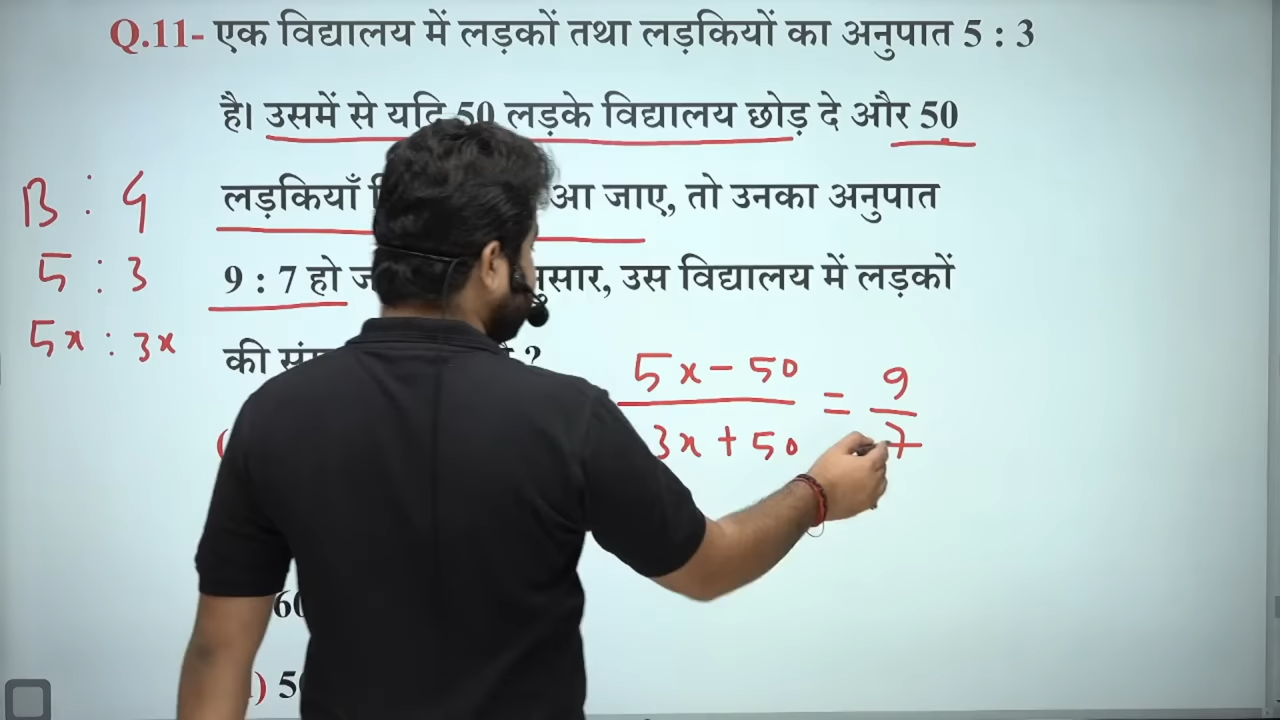 Q.11- एक विद्यालय में लड़कों तथा लड़कियों का अनुपात 5 : 3
है। उसमें से यदि 50 लड़के विद्यालय छोड़ दे और 50
लड़कियाँ आ जाए, तो उनका अनुपात
9 : 7 हो उस विद्यालय में लड़कों
की ?
B : G
5 : 3
5x : 3x
5x - 50 = 9
3x + 50 7